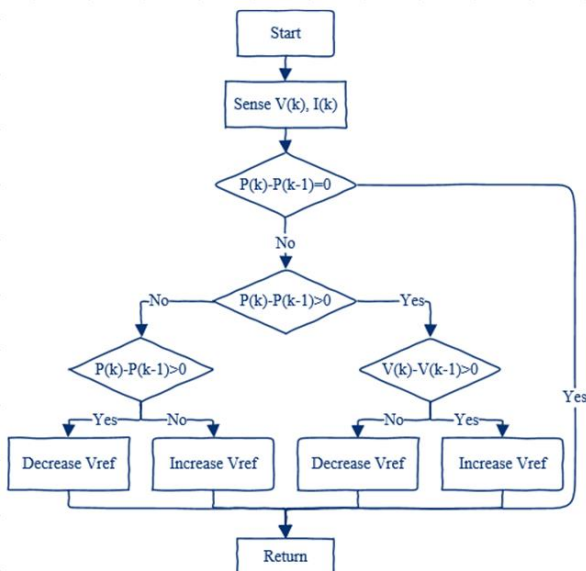 Start
Sense V(k), I(k)
P(k)-P(k-1)=0
No
P(k)-P(k-1)>0
No
Yes
P(k)-P(k-1)>0
V(k)-V(k-1)>0
Yes
Yes
No
No
Yes
Decrease Vref
Increase Vref
Decrease Vref
Increase Vref
Return